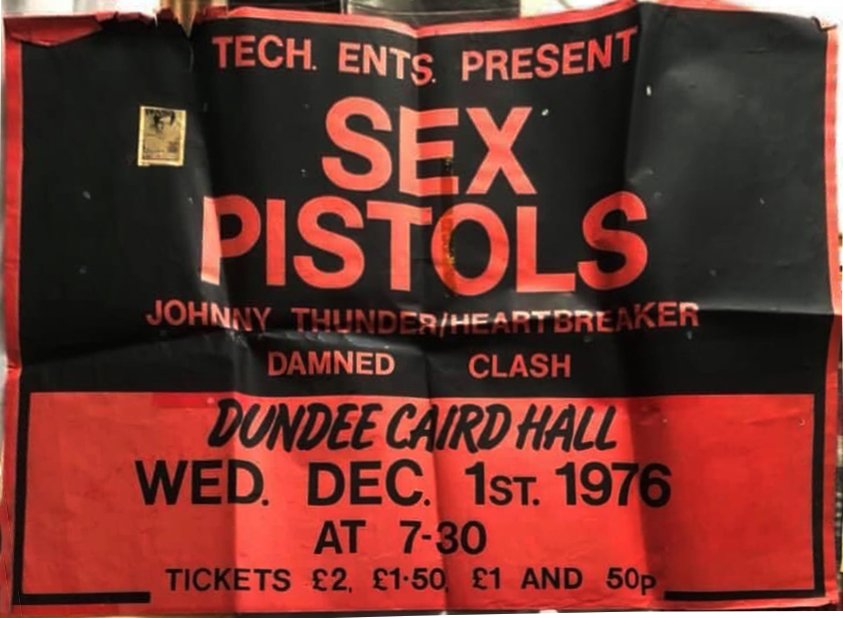 TECH. ENTS. PRESENT
SEX
PISTOLS
JOHNNY THUNDER/HEARTBREAKER
DAMNED CLASH
DUNDEE CAIRD HALL
WED. DEC. 1ST. 1976
AT 7-30
TICKETS £2, £1·50, £1 AND 50p